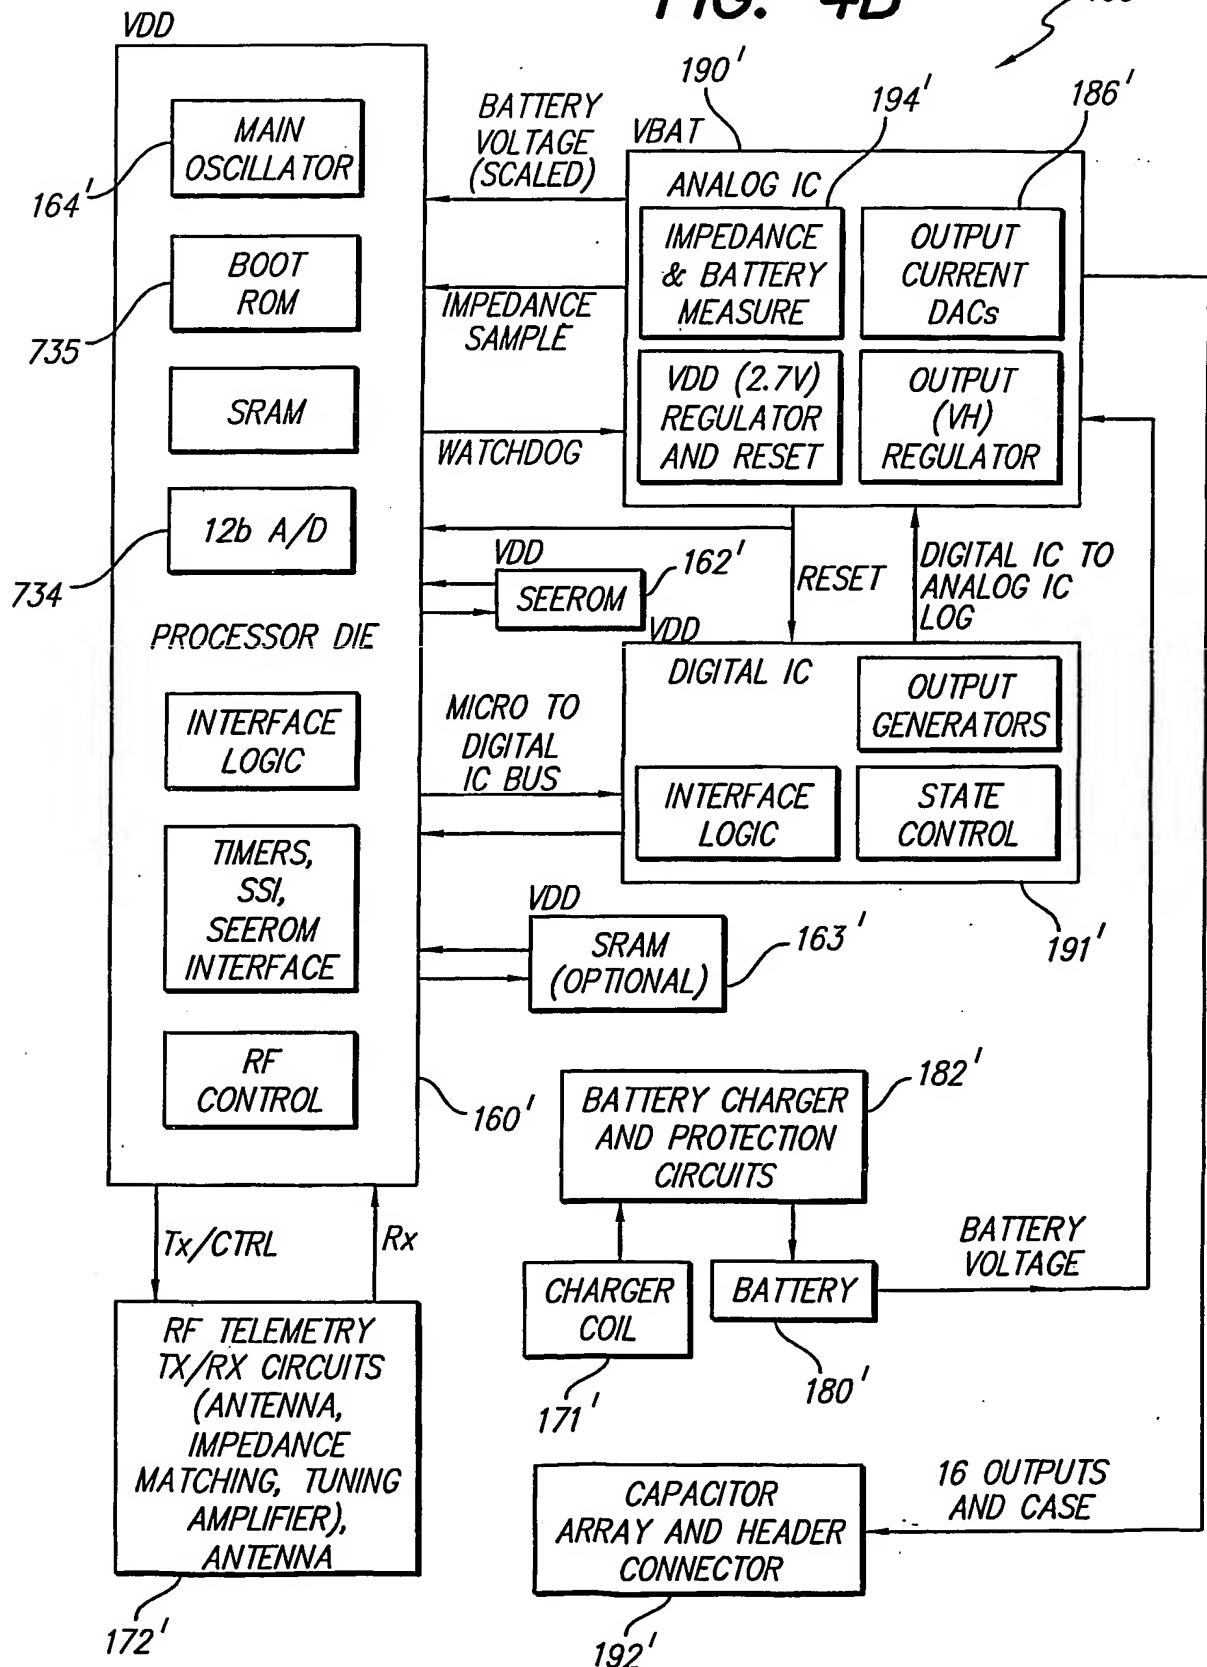 FIG. 4B
VDD
MAIN
OSCILLATOR
164'
BOOT
ROM
735
SRAM
12b A/D
734
PROCESSOR DIE
INTERFACE
LOGIC
TIMERS,
SSI,
SEEROM
INTERFACE
RF
CONTROL
160'
BATTERY
VOLTAGE
(SCALED)
IMPEDANCE
SAMPLE
WATCHDOG
190'
VBAT
ANALOG IC
194'
186'
IMPEDANCE
& BATTERY
MEASURE
OUTPUT
CURRENT
DACs
VDD (2.7V)
REGULATOR
AND RESET
OUTPUT
(VH)
REGULATOR
VDD
SEEROM
162'
RESET
DIGITAL IC TO
ANALOG IC
LOG
VDD
DIGITAL IC
OUTPUT
GENERATORS
INTERFACE
LOGIC
STATE
CONTROL
191'
MICRO TO
DIGITAL
IC BUS
VDD
SRAM
(OPTIONAL)
163'
182'
BATTERY CHARGER
AND PROTECTION
CIRCUITS
CHARGER
COIL
171'
BATTERY
180'
BATTERY
VOLTAGE
Tx/CTRL
Rx
RF TELEMETRY
TX/RX CIRCUITS
(ANTENNA,
IMPEDANCE
MATCHING, TUNING
AMPLIFIER),
ANTENNA
172'
CAPACITOR
ARRAY AND HEADER
CONNECTOR
192'
16 OUTPUTS
AND CASE